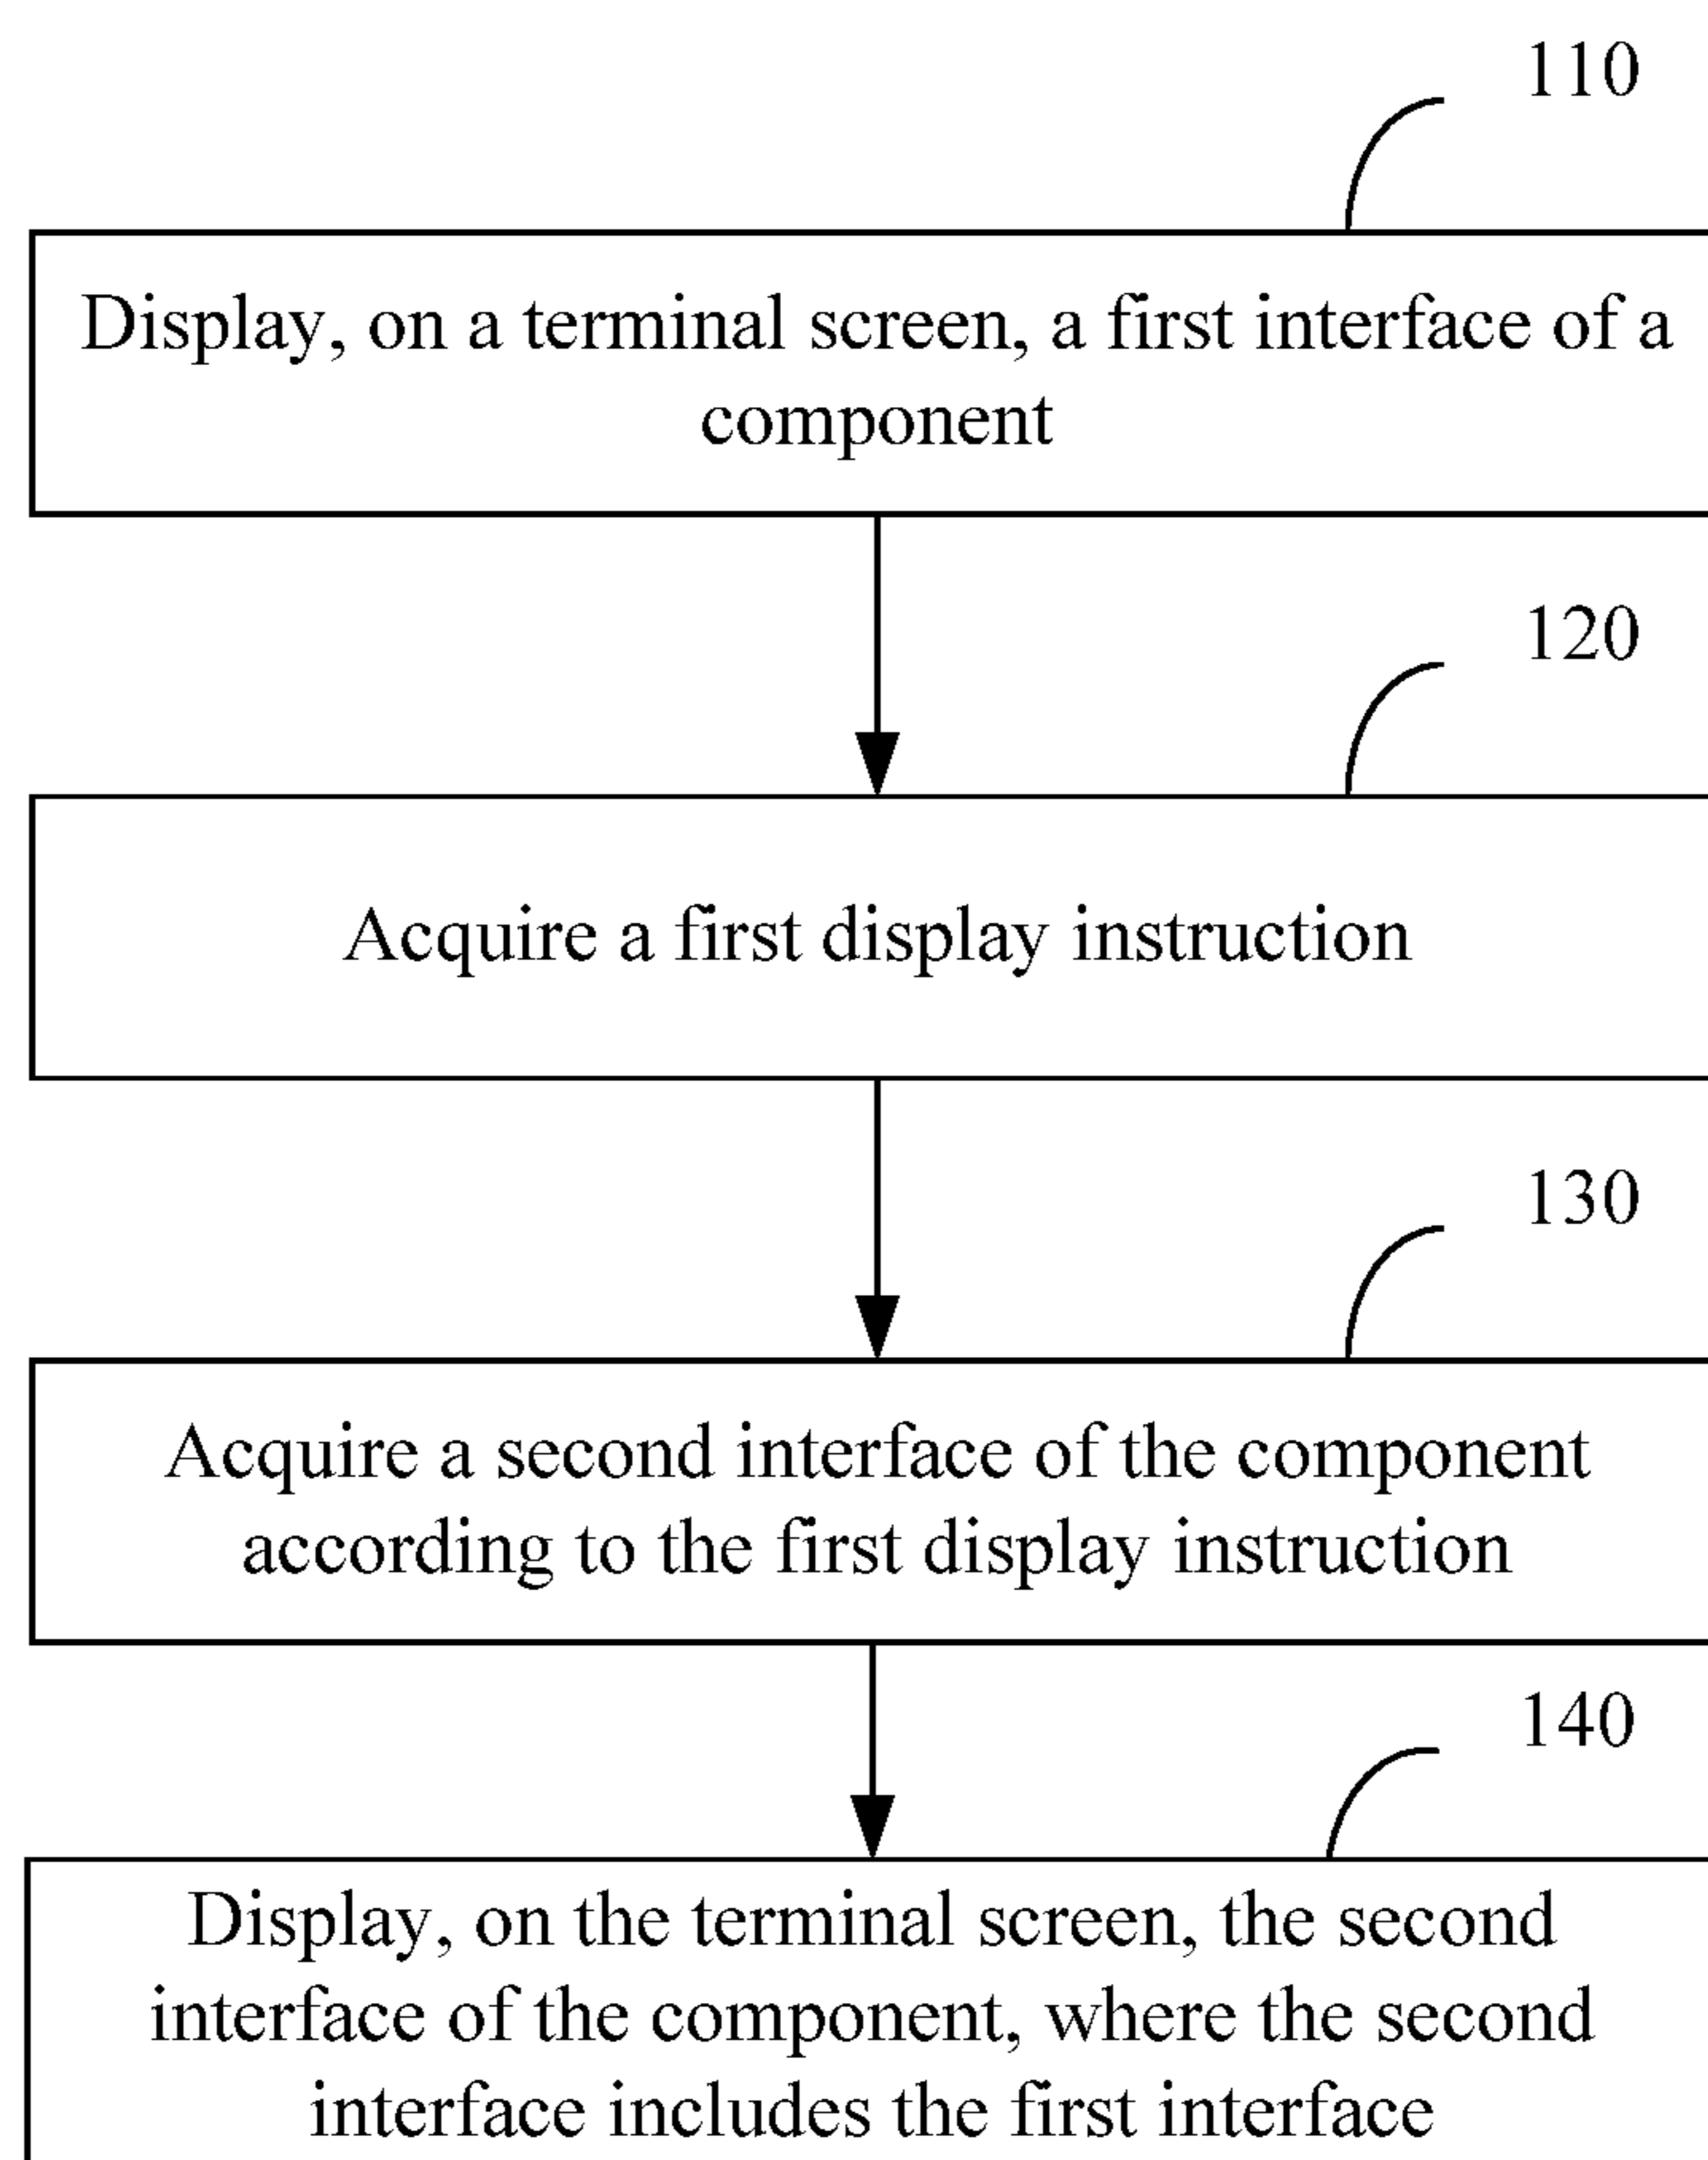 110
Display, on a terminal screen, a first interface of a
component
120
Acquire a first display instruction
130
Acquire a second interface of the component
according to the first display instruction
140
Display, on the terminal screen, the second
interface of the component, where the second
interface includes the first interface